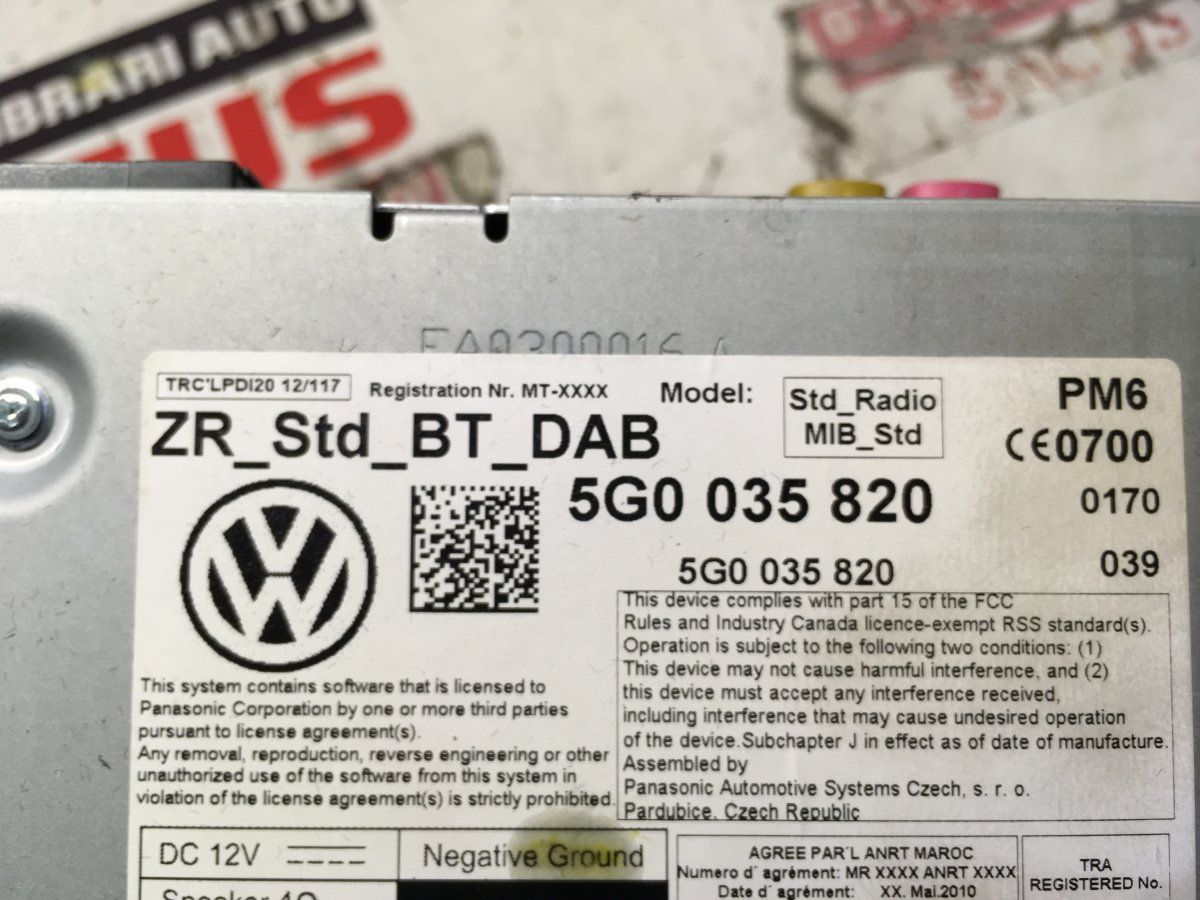 BRARI AUTO
US
EA0300016 A
TRC'LPDI20 12/117
Registration Nr. MT-XXXX
Model:
Std_Radio
MIB_Std
PM6
ZR_Std_BT_DAB
CE0700
5G0 035 820
0170
5G0 035 820
039
This device complies with part 15 of the FCC
Rules and Industry Canada licence-exempt RSS standard(s).
Operation is subject to the following two conditions: (1)
This device may not cause harmful interference, and (2)
this device must accept any interference received,
including interference that may cause undesired operation
of the device.Subchapter J in effect as of date of manufacture.
Assembled by
Panasonic Automotive Systems Czech, s. r. o.
Pardubice, Czech Republic
This system contains software that is licensed to
Panasonic Corporation by one or more third parties
pursuant to license agreement(s).
Any removal, reproduction, reverse engineering or other
unauthorized use of the software from this system in
violation of the license agreement(s) is strictly prohibited.
DC 12V
Negative Ground
Speaker 4Ω
AGREE PAR'L ANRT MAROC
Numero d´ agrément: MR XXXX ANRT XXXX
Date d´ agrément: XX. Mai.2010
TRA
REGISTERED No.